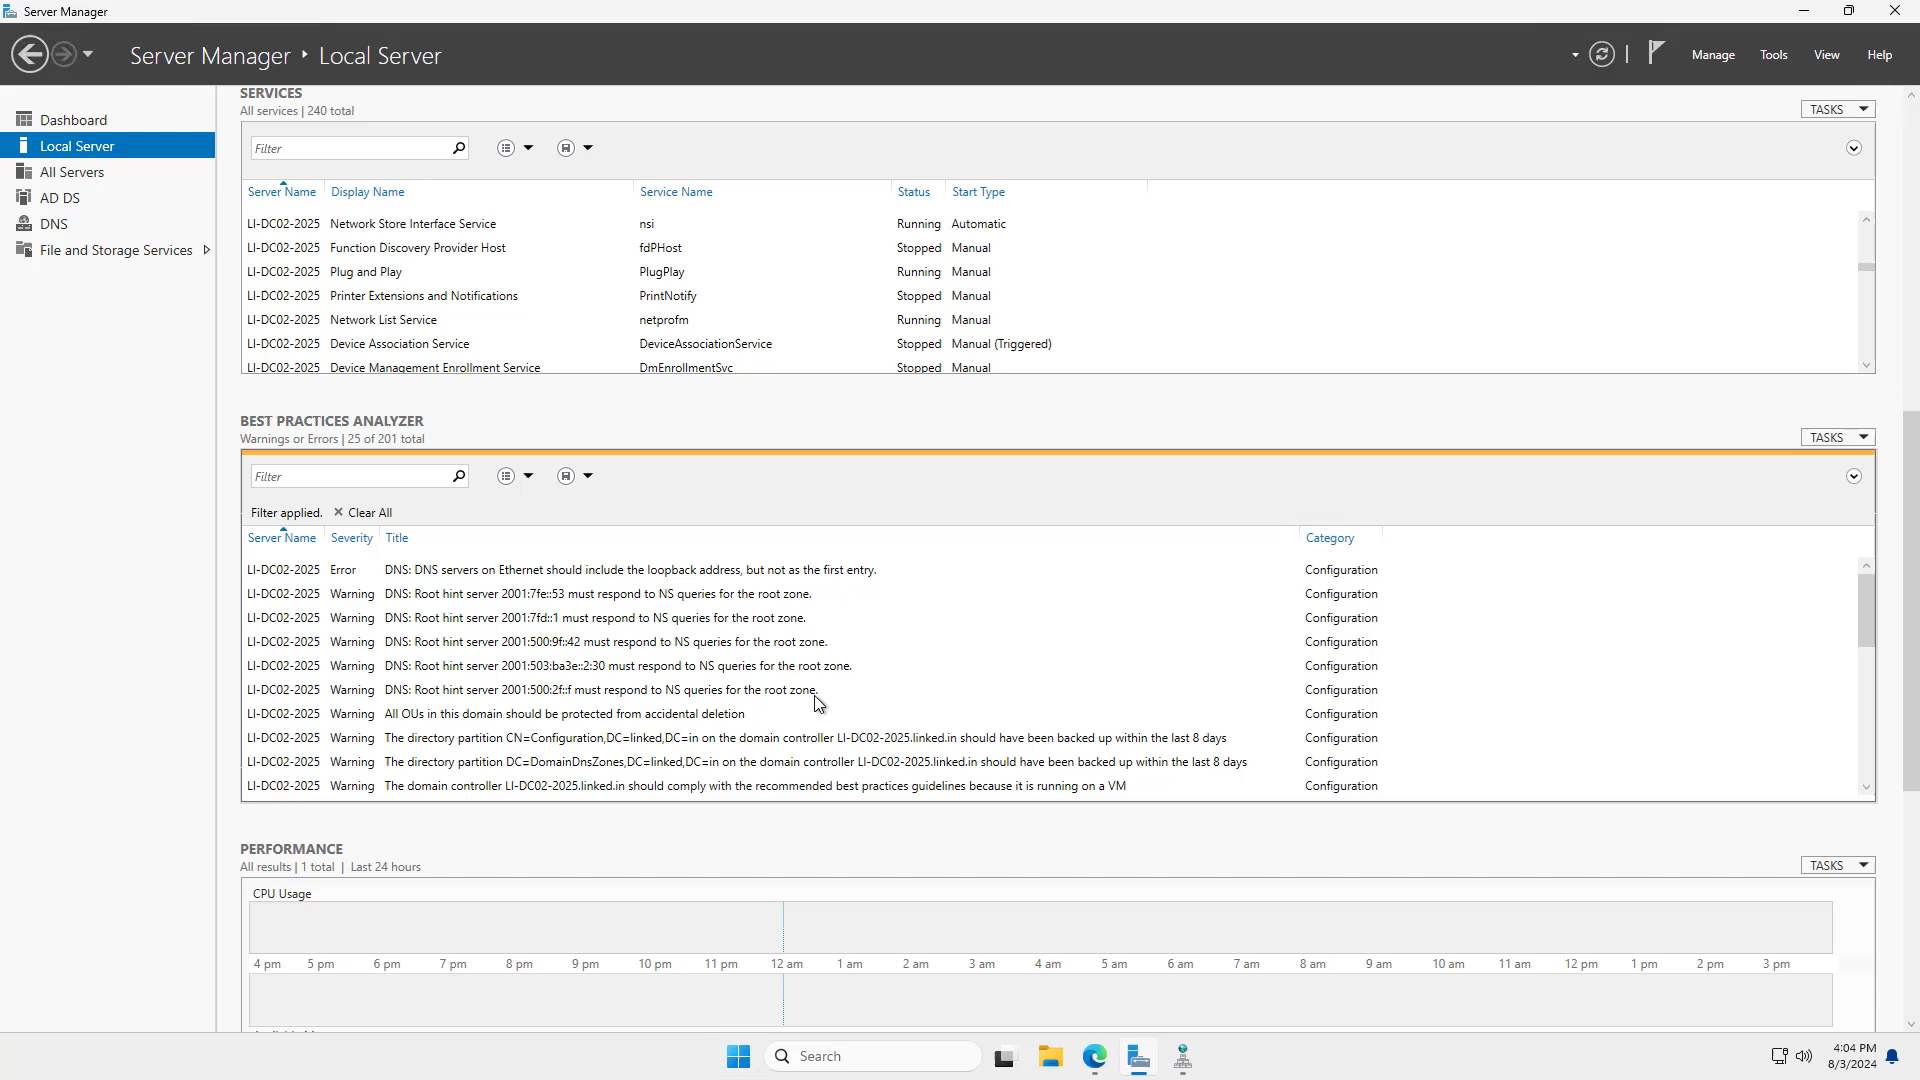 Server Manager
Server Manager ‣ Local Server
Manage Tools View Help
Dashboard
Local Server
All Servers
AD DS
DNS
File and Storage Services
SERVICES
All services | 240 total
TASKS
Filter
Server Name Display Name Service Name Status Start Type
LI-DC02-2025 Network Store Interface Service nsi Running Automatic
LI-DC02-2025 Function Discovery Provider Host fdPHost Stopped Manual
LI-DC02-2025 Plug and Play PlugPlay Running Manual
LI-DC02-2025 Printer Extensions and Notifications PrintNotify Stopped Manual
LI-DC02-2025 Network List Service netprofm Running Manual
LI-DC02-2025 Device Association Service DeviceAssociationService Stopped Manual (Triggered)
LI-DC02-2025 Device Management Enrollment Service DmEnrollmentSvc Stopped Manual
BEST PRACTICES ANALYZER
Warnings or Errors | 25 of 201 total
TASKS
Filter
Filter applied. ✕ Clear All
Server Name Severity Title Category
LI-DC02-2025 Error DNS: DNS servers on Ethernet should include the loopback address, but not as the first entry. Configuration
LI-DC02-2025 Warning DNS: Root hint server 2001:7fe::53 must respond to NS queries for the root zone. Configuration
LI-DC02-2025 Warning DNS: Root hint server 2001:7fd::1 must respond to NS queries for the root zone. Configuration
LI-DC02-2025 Warning DNS: Root hint server 2001:500:9f::42 must respond to NS queries for the root zone. Configuration
LI-DC02-2025 Warning DNS: Root hint server 2001:503:ba3e::2:30 must respond to NS queries for the root zone. Configuration
LI-DC02-2025 Warning DNS: Root hint server 2001:500:2f::f must respond to NS queries for the root zone. Configuration
LI-DC02-2025 Warning All OUs in this domain should be protected from accidental deletion Configuration
LI-DC02-2025 Warning The directory partition CN=Configuration,DC=linked,DC=in on the domain controller LI-DC02-2025.linked.in should have been backed up within the last 8 days Configuration
LI-DC02-2025 Warning The directory partition DC=DomainDnsZones,DC=linked,DC=in on the domain controller LI-DC02-2025.linked.in should have been backed up within the last 8 days Configuration
LI-DC02-2025 Warning The domain controller LI-DC02-2025.linked.in should comply with the recommended best practices guidelines because it is running on a VM Configuration
PERFORMANCE
All results | 1 total | Last 24 hours
TASKS
CPU Usage
4 pm 5 pm 6 pm 7 pm 8 pm 9 pm 10 pm 11 pm 12 am 1 am 2 am 3 am 4 am 5 am 6 am 7 am 8 am 9 am 10 am 11 am 12 pm 1 pm 2 pm 3 pm
Search
4:04 PM
8/3/2024